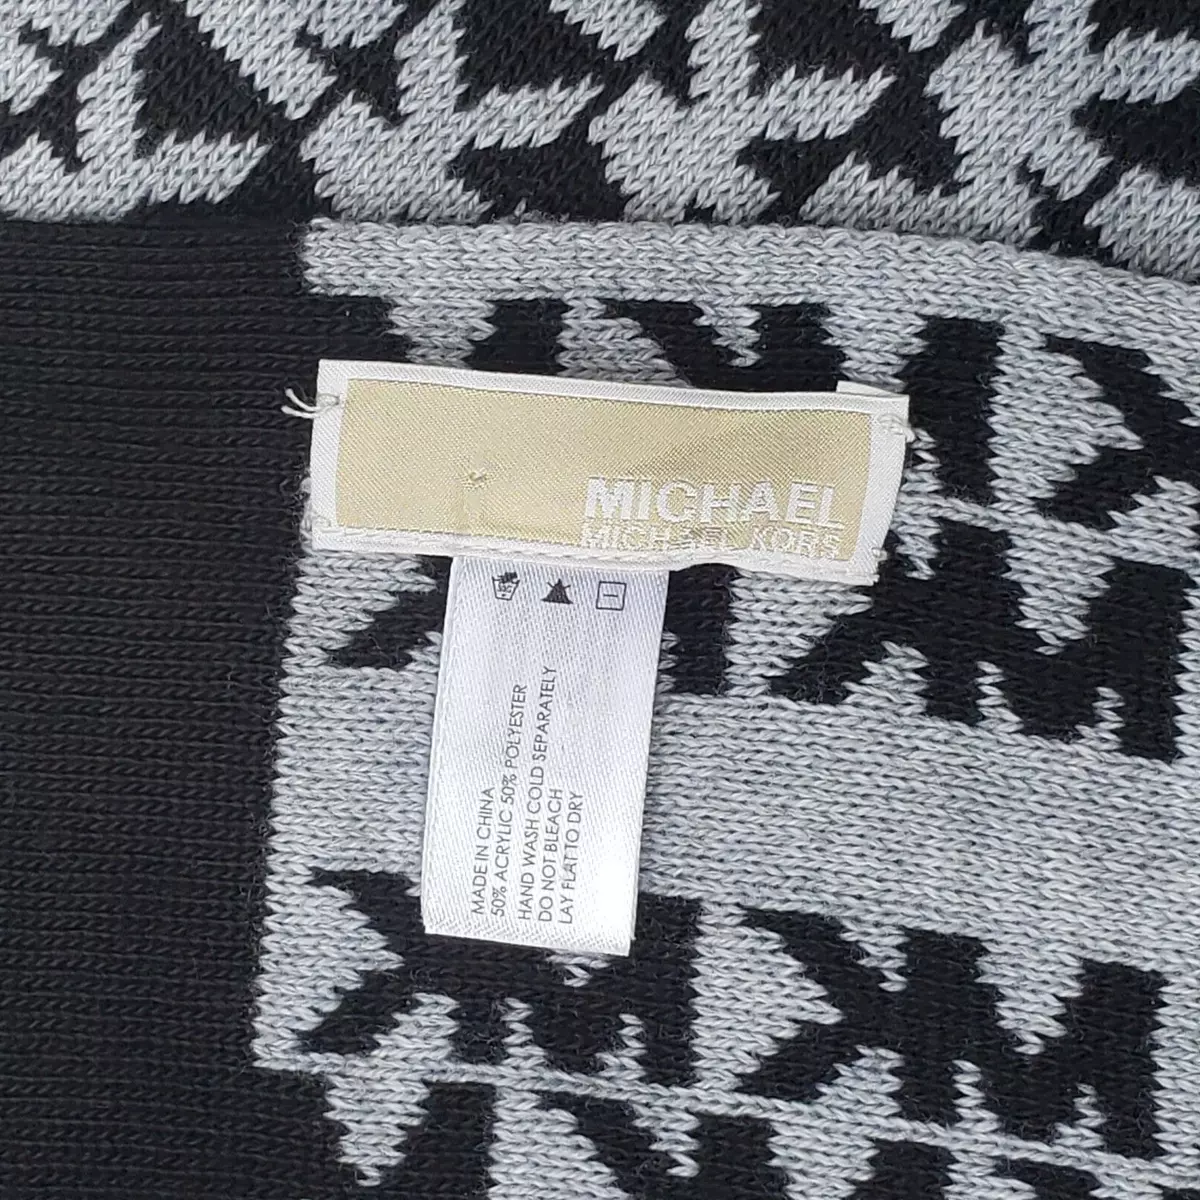 MICHAEL
MICHAEL KORS
MADE IN CHINA
50% ACRYLIC 50% POLYESTER
HAND WASH COLD SEPARATELY
DO NOT BLEACH
LAY FLAT TO DRY